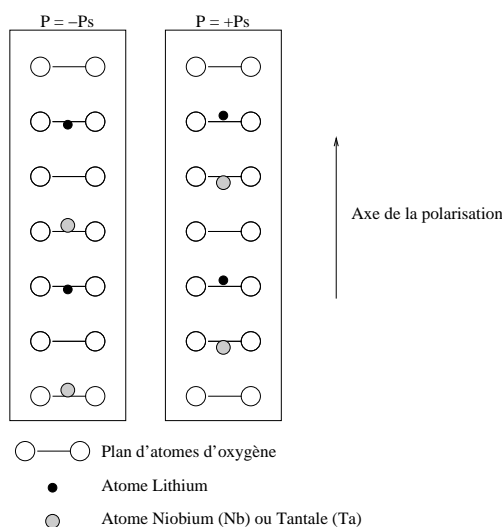 P = –Ps
P = +Ps
Axe de la polarisation
Plan d'atomes d'oxygène
Atome Lithium
Atome Niobium (Nb) ou Tantale (Ta)